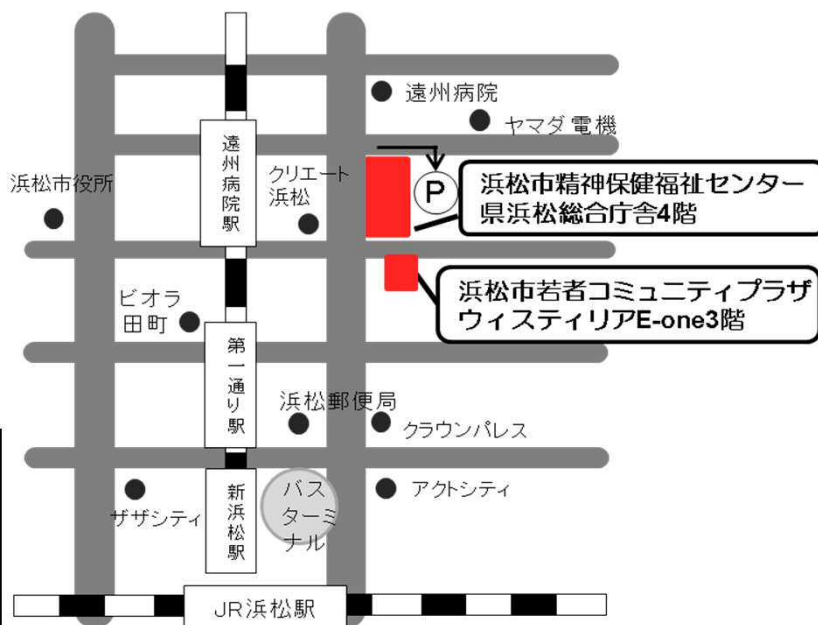 遠州病院
ヤマダ電機
遠州病院駅
クリエート
浜松
浜松市役所
P
浜松市精神保健福祉センター
県浜松総合庁舎4階
浜松市若者コミュニティプラザ
ウィスティリアE-one3階
ビオラ
田町
第一通り駅
浜松郵便局
クラウンパレス
ザザシティ
新浜松駅
バス
ターミ
ナル
アクトシティ
JR浜松駅